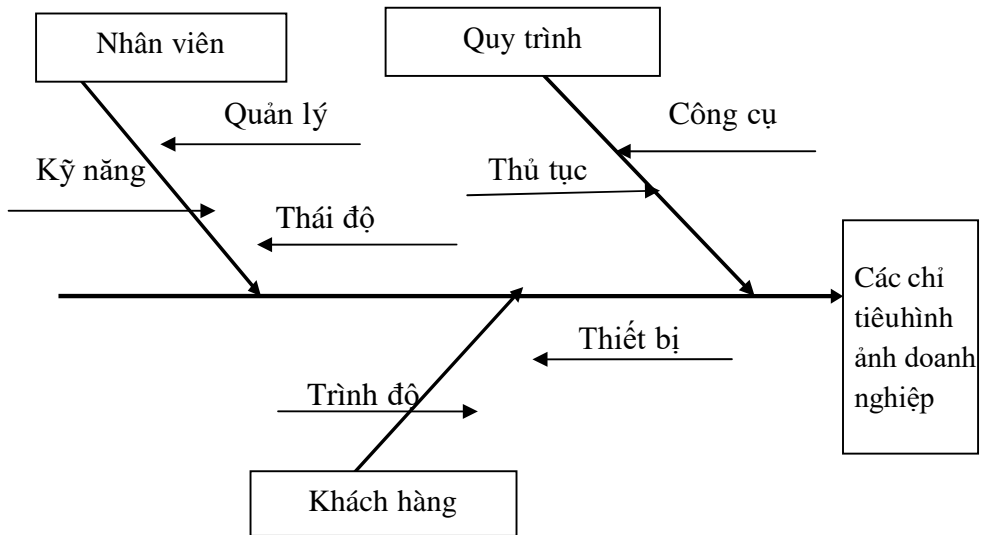 Nhân viên
Quy trình
Quản lý
Công cụ
Kỹ năng
Thủ tục
Thái độ
Các chỉ
tiêuhình
ảnh doanh
nghiệp
Thiết bị
Trình độ
Khách hàng